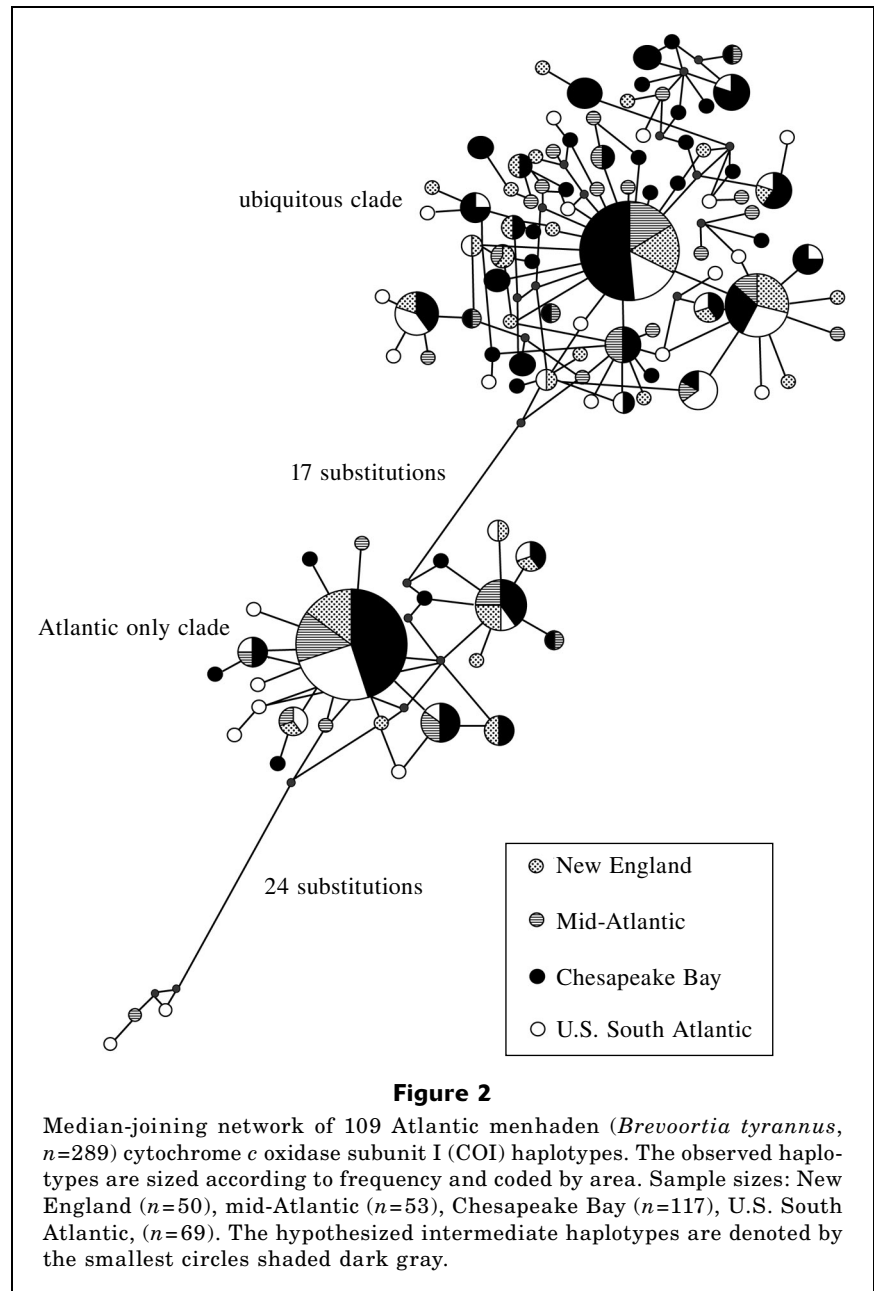 ubiquitous clade
17 substitutions
Atlantic only clade
24 substitutions
New England
Mid-Atlantic
Chesapeake Bay
U.S. South Atlantic
Figure 2
Median-joining network of 109 Atlantic menhaden (Brevoortia tyrannus,
n=289) cytochrome c oxidase subunit I (COI) haplotypes. The observed haplo-
types are sized according to frequency and coded by area. Sample sizes: New
England (n=50), mid-Atlantic (n=53), Chesapeake Bay (n=117), U.S. South
Atlantic, (n=69). The hypothesized intermediate haplotypes are denoted by
the smallest circles shaded dark gray.